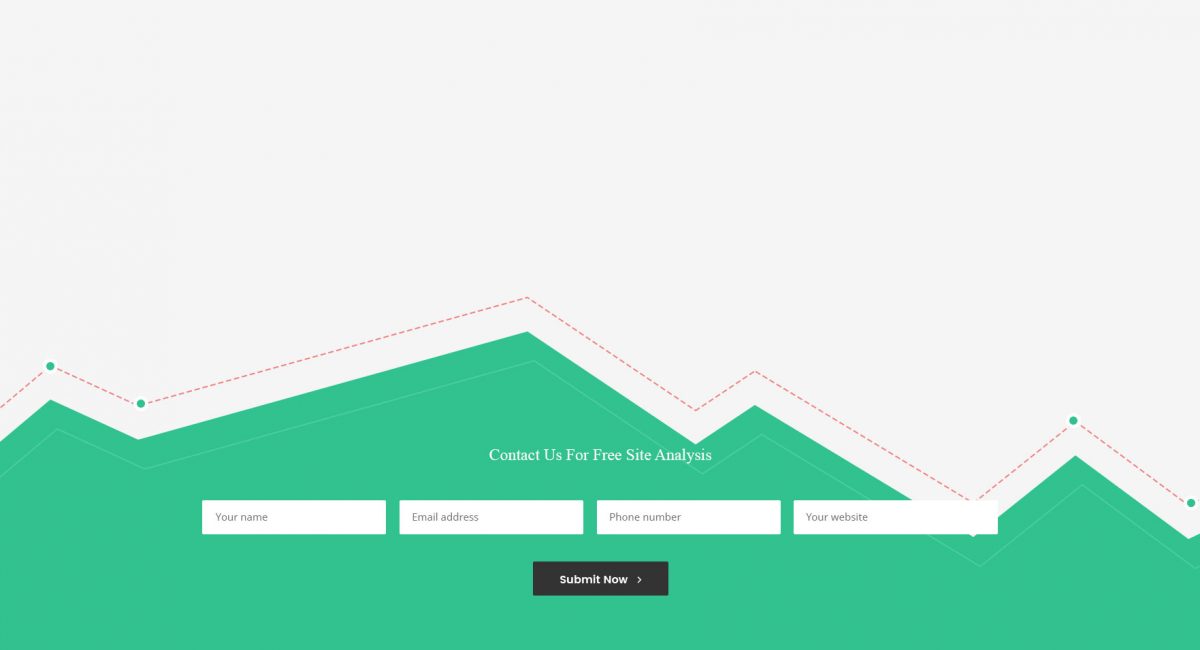 Contact Us For Free Site Analysis
Your name
Email address
Phone number
Your website
Submit Now